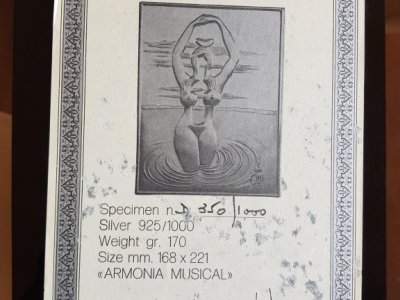 Specimen n. D 350/1000
Silver 925/1000
Weight gr. 170
Size mm. 168 x 221
«ARMONIA MUSICAL»